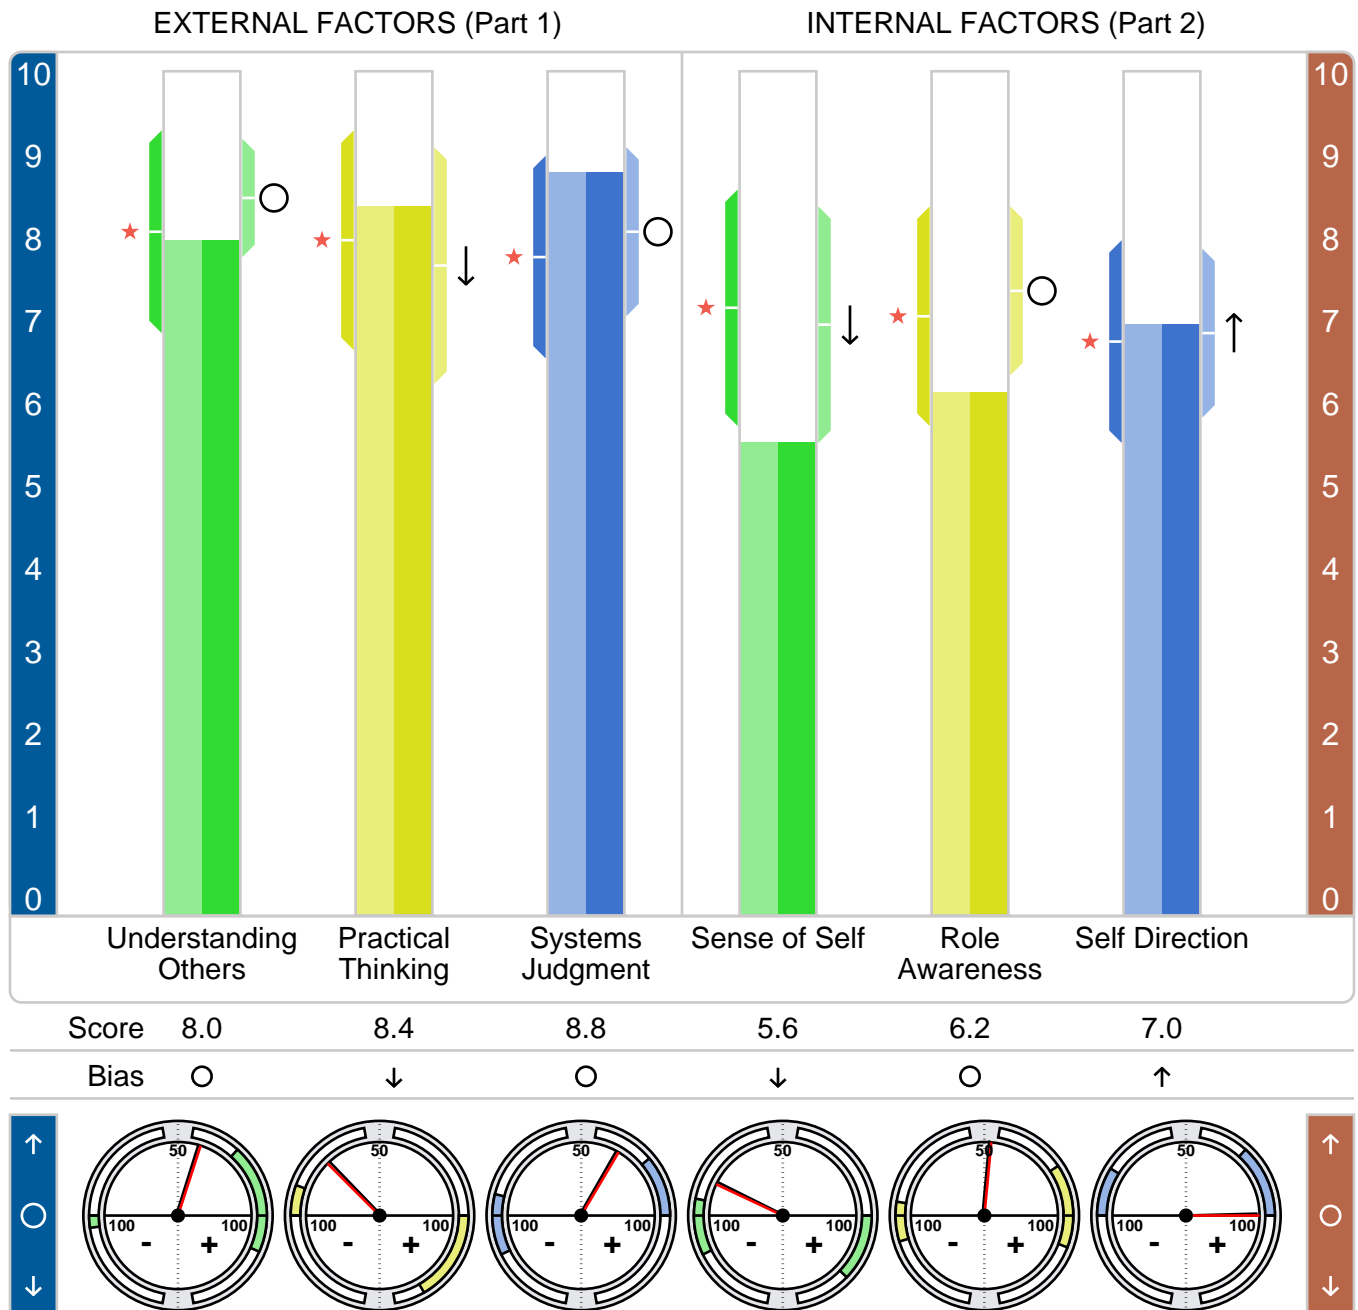 EXTERNAL FACTORS (Part 1) INTERNAL FACTORS (Part 2)
10 10
9 9
8 8
7 7
6 6
5 5
4 4
3 3
2 2
1 1
0 0
Understanding Practical Systems Sense of Self Role Self Direction
Others Thinking Judgment Awareness
Score 8.0 8.4 8.8 5.6 6.2 7.0
Bias ○ ↓ ○ ↓ ○ ↑
↑ ↑
50 50 50 50 50 50
○ 100 100 100 100 100 100 100 100 100 100 100 100 ○
- + - + - + - + - + - +
↓ ↓